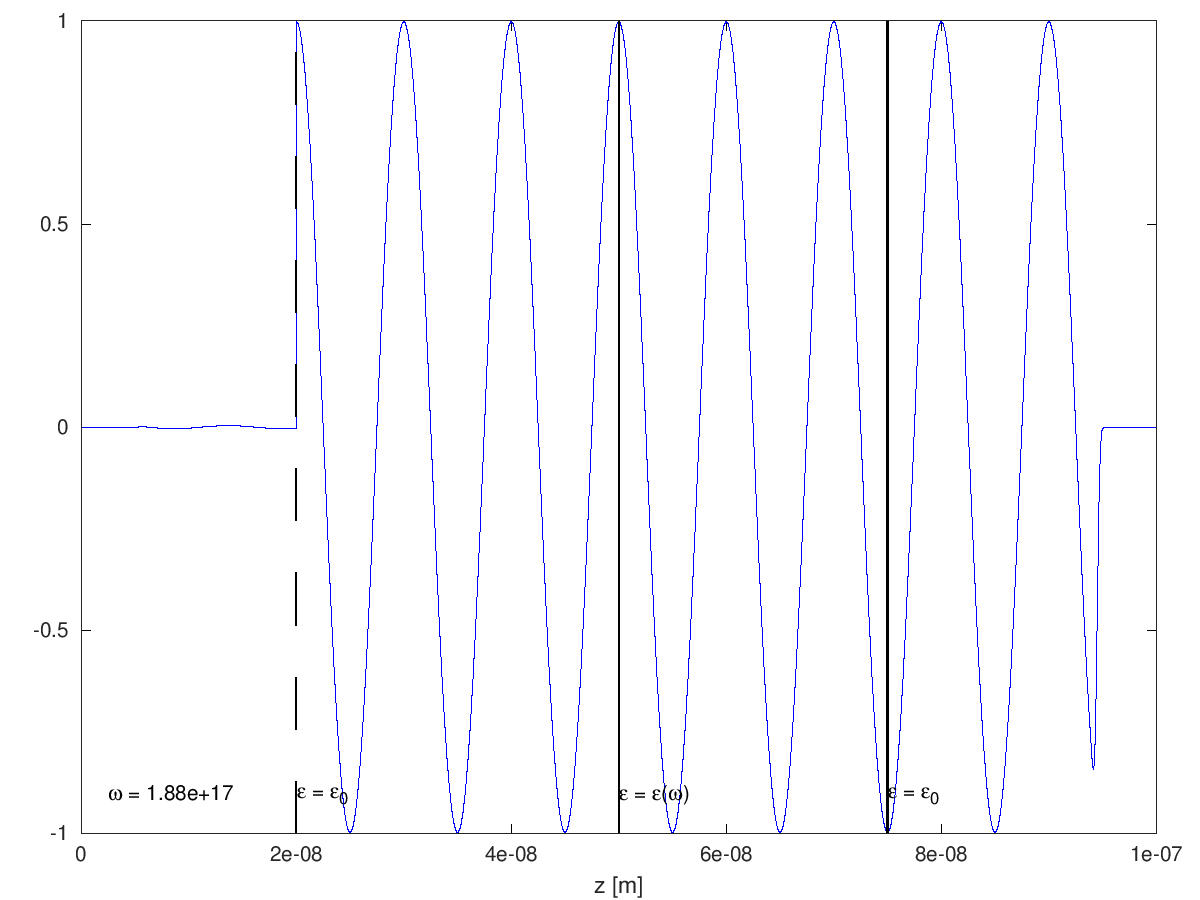 1
0.5
0
-0.5
-1
ω = 1.88e+17
ε = ε₀
ε = ε(ω)
ε = ε₀
0
2e-08
4e-08
6e-08
8e-08
1e-07
z [m]